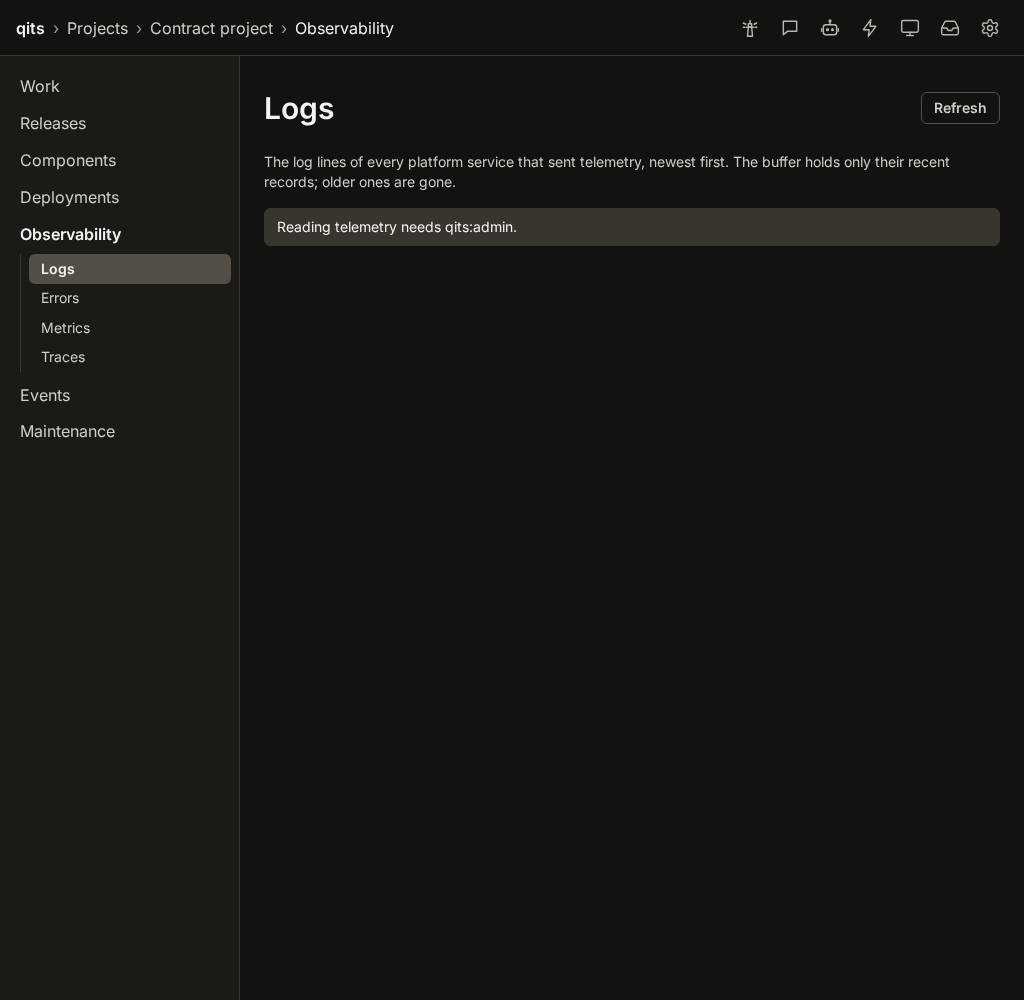 qits › Projects › Contract project › Observability
Work
Releases
Components
Deployments
Observability
Logs
Errors
Metrics
Traces
Events
Maintenance
Logs
Refresh
The log lines of every platform service that sent telemetry, newest first. The buffer holds only their recent
records; older ones are gone.
Reading telemetry needs qits:admin.